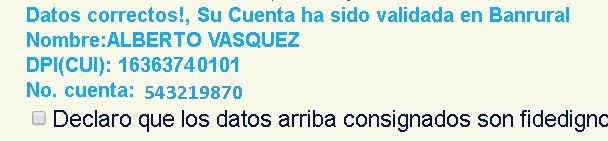 Datos correctos!, Su Cuenta ha sido validada en Banrural
Nombre:ALBERTO VASQUEZ
DPI(CUI): 16363740101
No. cuenta: 543219870
Declaro que los datos arriba consignados son fidedigno